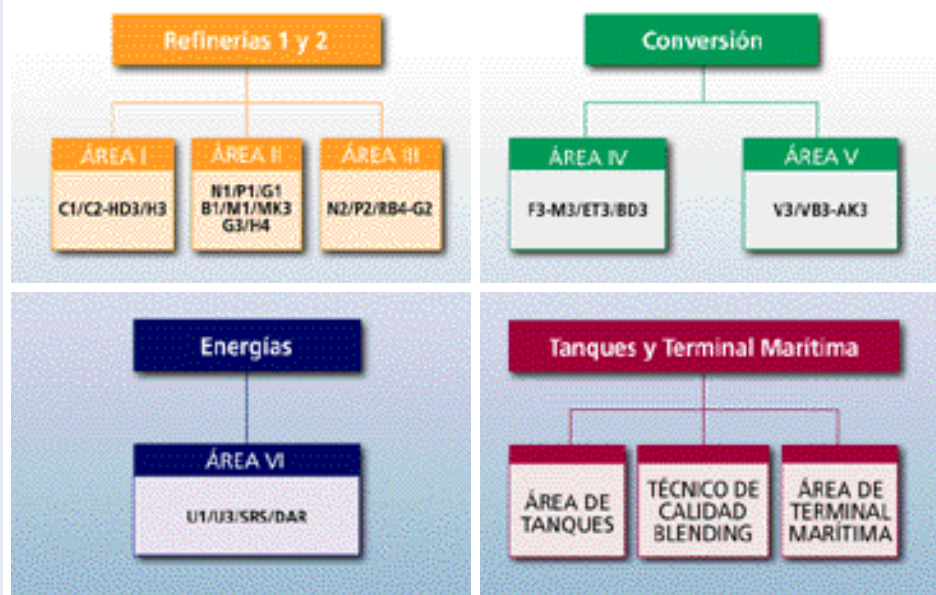 Refinerías 1 y 2
ÁREA I
C1/C2-HD3/H3
ÁREA II
N1/P1/G1
B1/M1/MK3
G3/H4
ÁREA III
N2/P2/RB4-G2
Conversión
ÁREA IV
F3-M3/ET3/BD3
ÁREA V
V3/VB3-AK3
Energías
ÁREA VI
U1/U3/SRS/DAR
Tanques y Terminal Marítima
ÁREA DE
TANQUES
TÉCNICO DE
CALIDAD
BLENDING
ÁREA DE
TERMINAL
MARÍTIMA